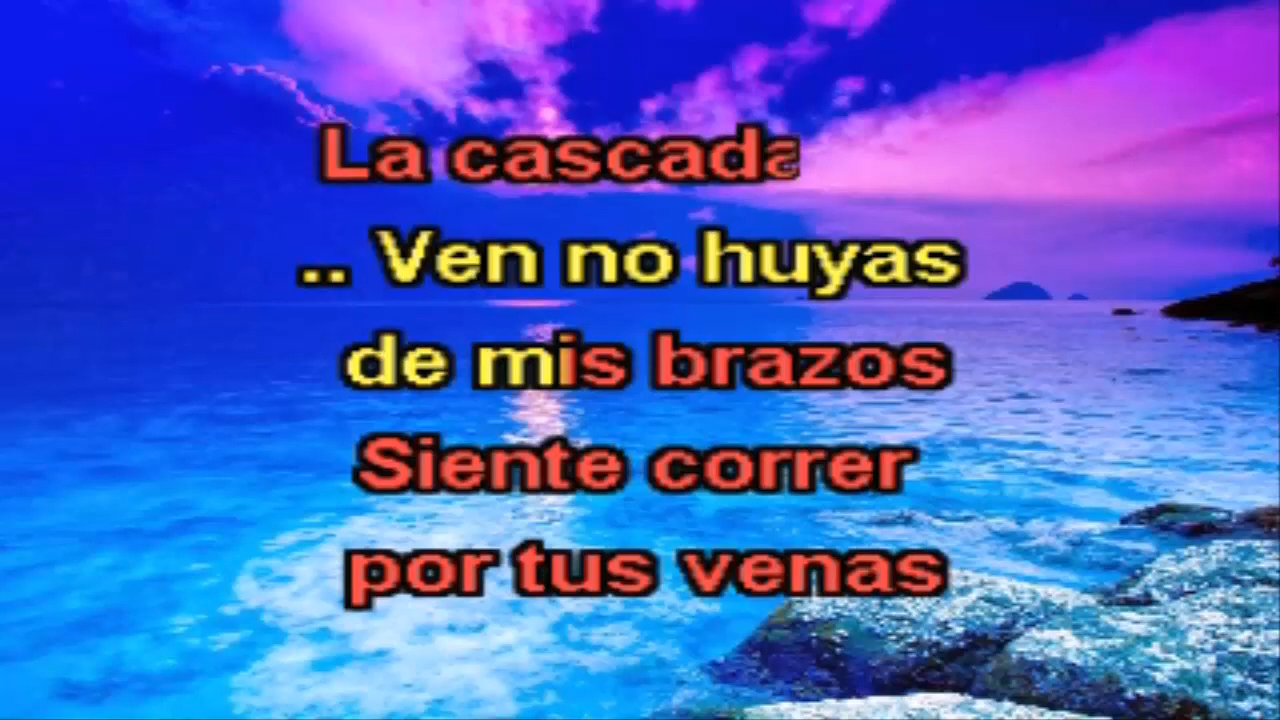 La cascada
.. Ven no huyas
de mis brazos
Siente correr
por tus venas